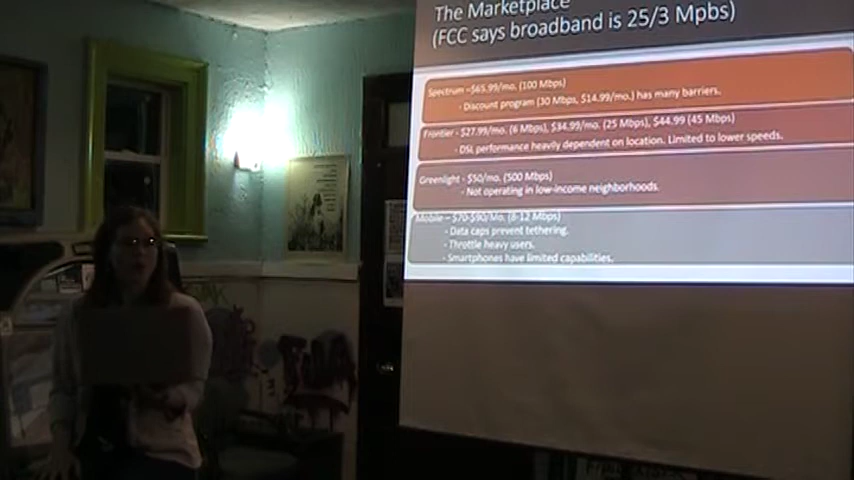 The Marketplace
(FCC says broadband is 25/3 Mpbs)
Spectrum –$65.99/mo. (100 Mbps)
- Discount program (30 Mbps, $14.99/mo.) has many barriers.
Frontier - $27.99/mo. (6 Mbps), $34.99/mo. (25 Mbps), $44.99 (45 Mbps)
- DSL performance heavily dependent on location. Limited to lower speeds.
Greenlight - $50/mo. (500 Mbps)
- Not operating in low-income neighborhoods.
Mobile – $70-$90/Mo. (8-12 Mbps)
- Data caps prevent tethering.
- Throttle heavy users.
- Smartphones have limited capabilities.